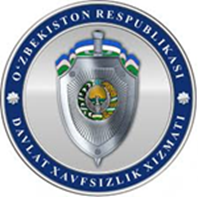 O'ZBEKISTON RESPUBLIKASI
DAVLAT XAVFSIZLIK XIZMATI